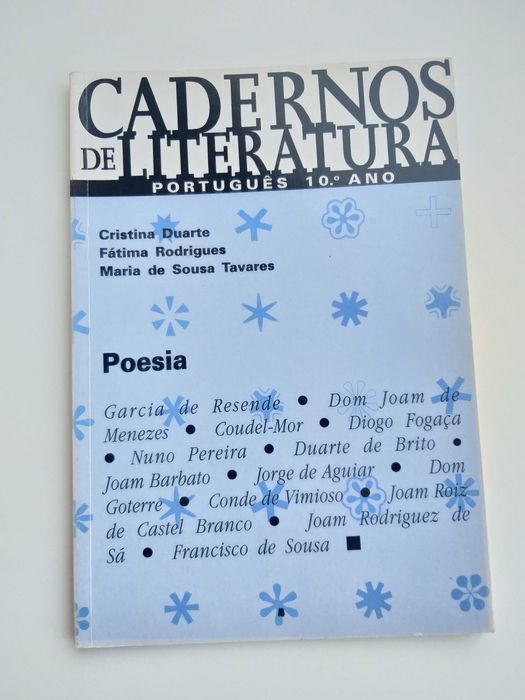 CADERNOS
DE LITERATURA
PORTUGUÊS 10.º ANO
Cristina Duarte
Fátima Rodrigues
Maria de Sousa Tavares
Poesia
Garcia de Resende • Dom Joam de
Menezes • Coudel-Mor • Diogo Fogaça
• Nuno Pereira • Duarte de Brito •
Joam Barbato • Jorge de Aguiar • Dom
Goterre • Conde de Vimioso • Joam Roiz
de Castel Branco • Joam Rodriguez de
Sá • Francisco de Sousa ■